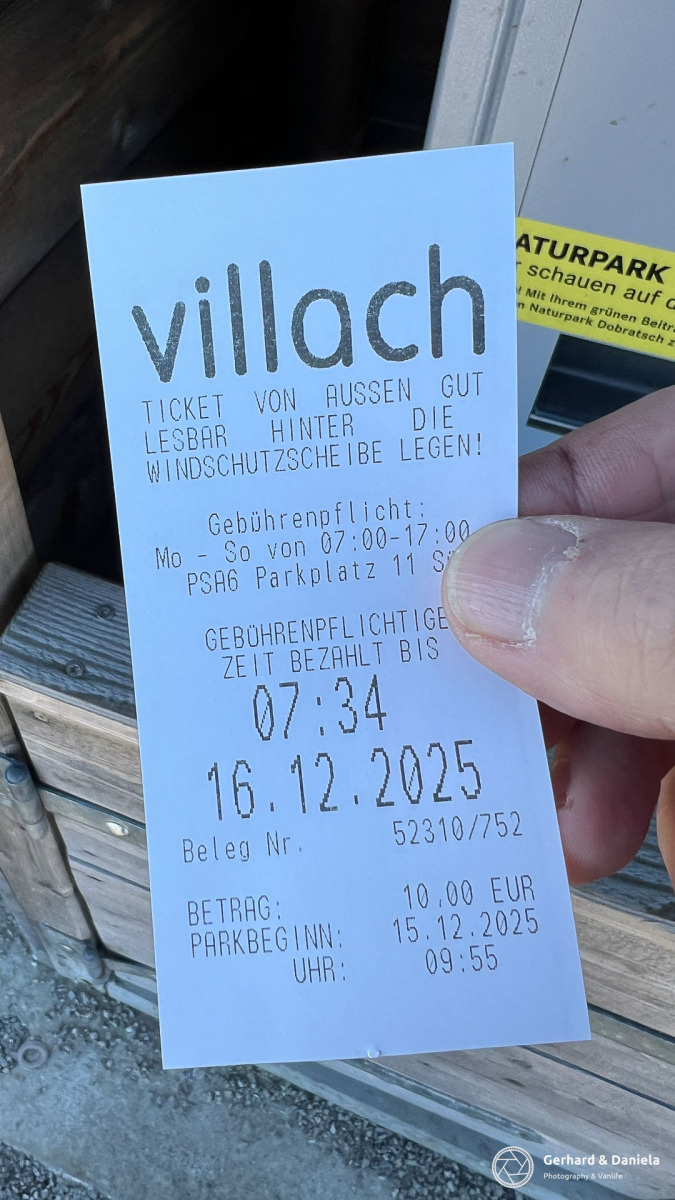 villach
TICKET VON AUSSEN GUT
LESBAR HINTER DIE
WINDSCHUTZSCHEIBE LEGEN!
Gebührenpflicht:
Mo - So von 07:00-17:00
PSA6 Parkplatz 11
GEBÜHRENPFLICHTIGE
ZEIT BEZAHLT BIS
07:34
16.12.2025
Beleg Nr. 52310/752
BETRAG: 10,00 EUR
PARKBEGINN: 15.12.2025
UHR: 09:55
ATURPARK
schauen auf
Mit Ihrem grünen
Naturpark Dobratsch
Gerhard & Daniela
Photography & Vanlife